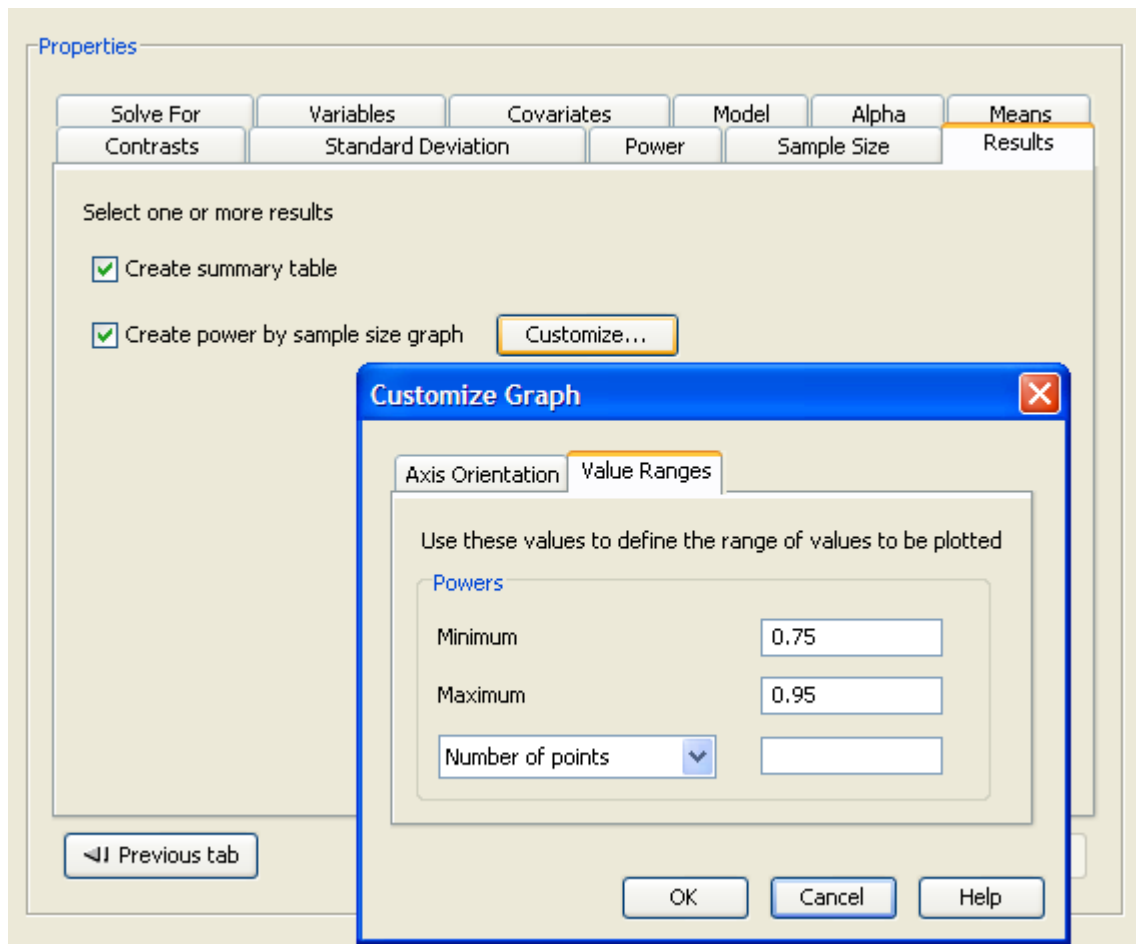 Properties
Solve For Variables Covariates Model Alpha Means
Contrasts Standard Deviation Power Sample Size Results
Select one or more results
Create summary table
Create power by sample size graph Customize...
Customize Graph
Axis Orientation Value Ranges
Use these values to define the range of values to be plotted
Powers
Minimum 0.75
Maximum 0.95
Number of points
Previous tab
OK Cancel Help